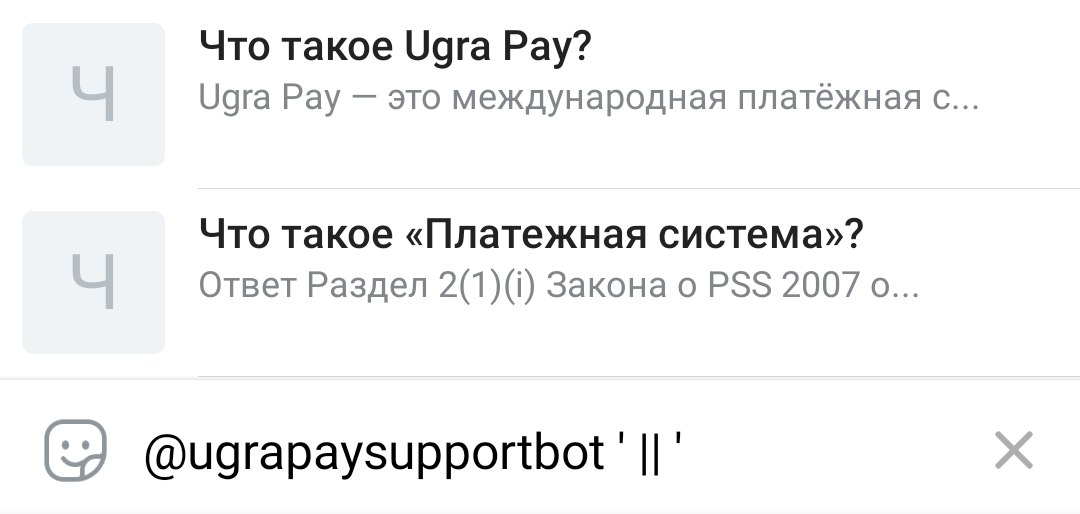 Ч
Что такое Ugra Pay?
Ugra Pay — это международная платёжная с...
Ч
Что такое «Платежная система»?
Ответ Раздел 2(1)(i) Закона о PSS 2007 о...
@ugrapaysupportbot ' || '